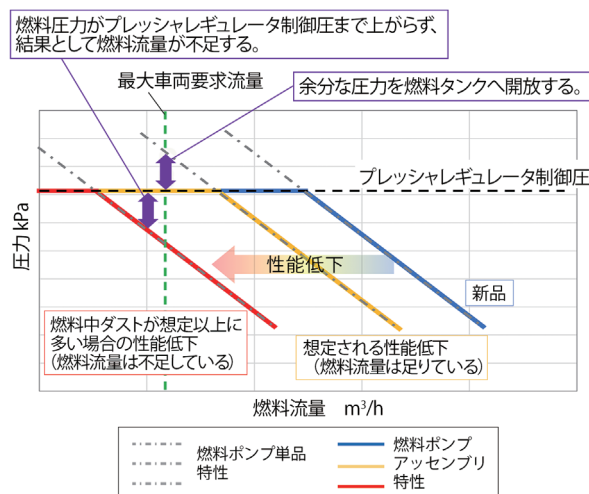 燃料圧力がプレッシャレギュレータ制御圧まで上がらず、
結果として燃料流量が不足する。
最大車両要求流量
余分な圧力を燃料タンクへ開放する。
プレッシャレギュレータ制御圧
圧力 kPa
性能低下
新品
燃料中ダストが想定以上に
多い場合の性能低下
（燃料流量は不足している）
想定される性能低下
（燃料流量は足りている）
燃料流量 m³/h
燃料ポンプ単品
特性
燃料ポンプ
アッセンブリ
特性